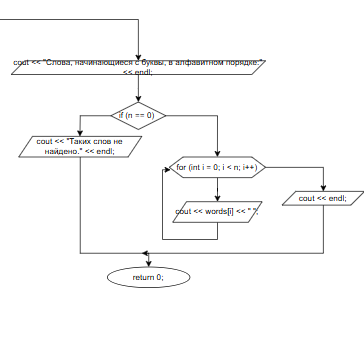 cout << "Слова, начинающиеся с буквы, в алфавитном порядке:"
<< endl;
if (n == 0)
cout << "Таких слов не
найдено." << endl;
for (int i = 0; i < n; i++)
cout << endl;
cout << words[i] << " ";
return 0;